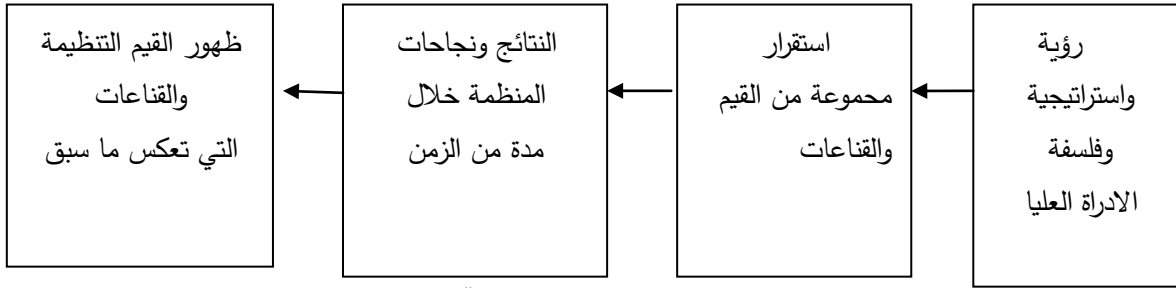 رؤية
واستراتيجية
وفلسفة
الادراة العليا
استقرار
محموعة من القيم
والقناعات
النتائج ونجاحات
المنظمة خلال
مدة من الزمن
ظهور القيم التنظيمة
والقناعات
التي تعكس ما سبق